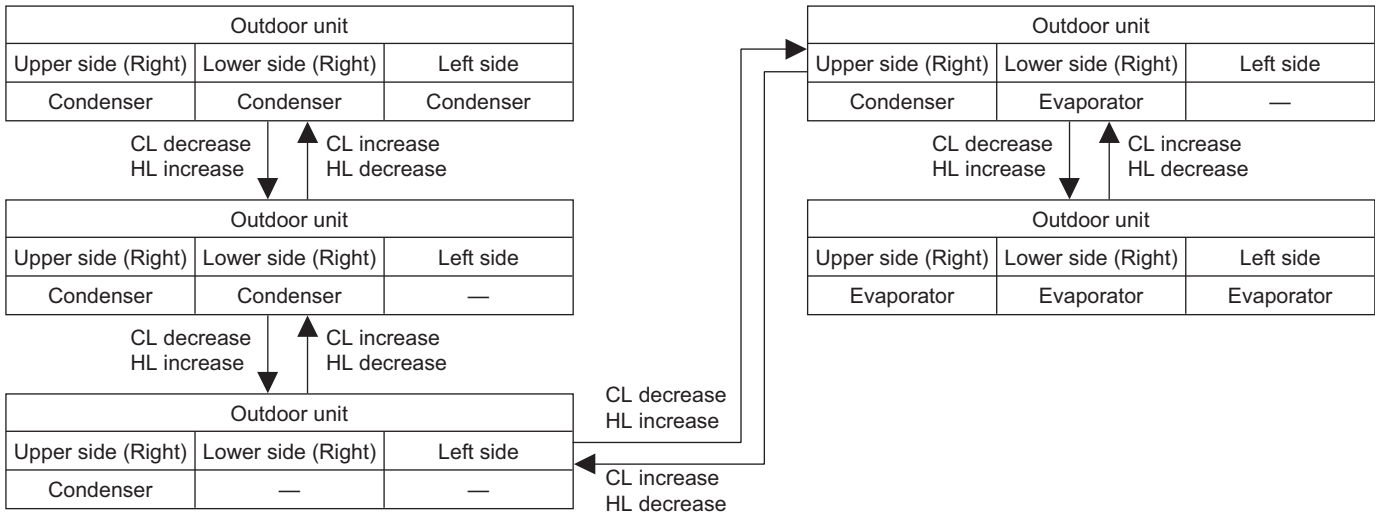 Outdoor unit
Upper side (Right) Lower side (Right) Left side
Condenser Condenser Condenser
CL decrease
HL increase
CL increase
HL decrease
Outdoor unit
Upper side (Right) Lower side (Right) Left side
Condenser Condenser —
CL decrease
HL increase
CL increase
HL decrease
Outdoor unit
Upper side (Right) Lower side (Right) Left side
Condenser — —
CL decrease
HL increase
CL increase
HL decrease
Outdoor unit
Upper side (Right) Lower side (Right) Left side
Condenser Evaporator —
CL decrease
HL increase
CL increase
HL decrease
Outdoor unit
Upper side (Right) Lower side (Right) Left side
Evaporator Evaporator Evaporator